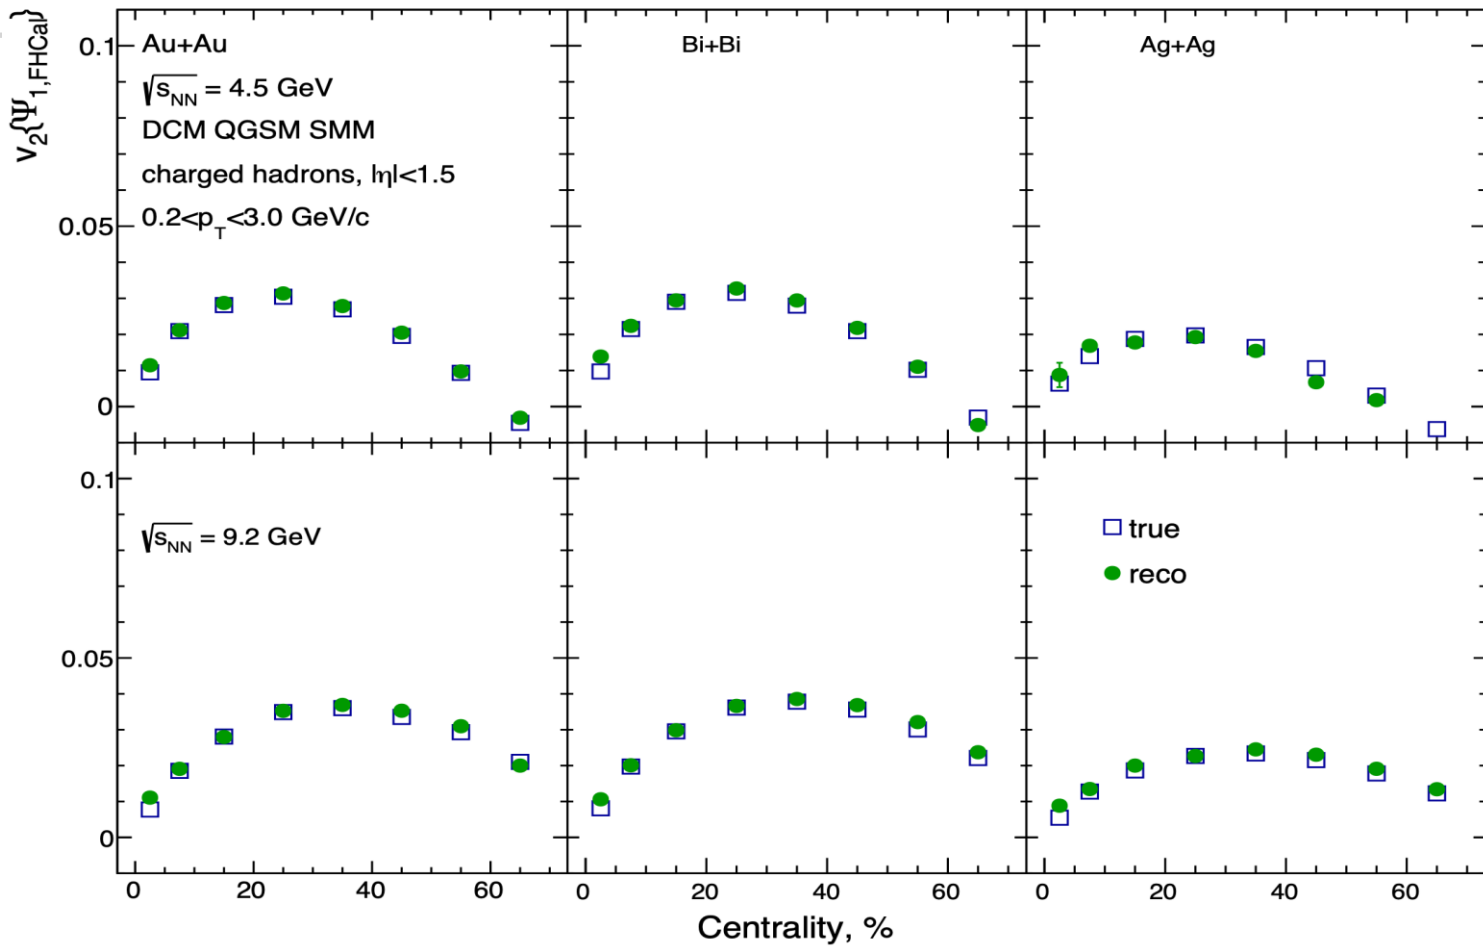 v2{Ψ1,FHCal}
0.1
Au+Au
Bi+Bi
Ag+Ag
√sNN = 4.5 GeV
DCM QGSM SMM
charged hadrons, |η|<1.5
0.05
0.2<pT<3.0 GeV/c
0
0.1
√sNN = 9.2 GeV
true
reco
0.05
0
0 20 40 60 0 20 40 60 0 20 40 60
Centrality, %